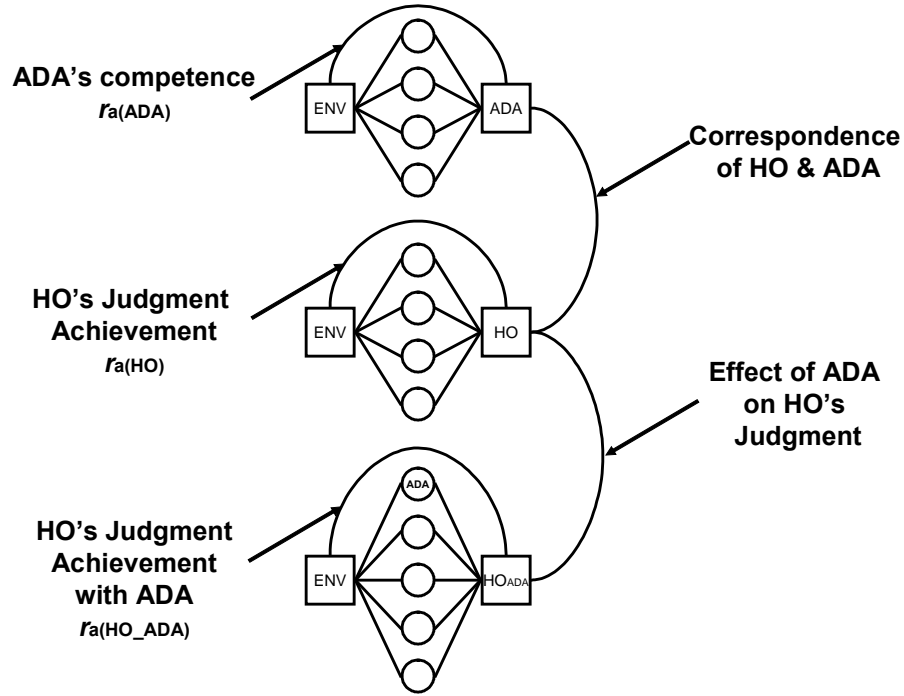 ADA's competence
ra(ADA)
ENV
ADA
Correspondence
of HO & ADA
HO's Judgment
Achievement
ra(HO)
ENV
HO
Effect of ADA
on HO's
Judgment
HO's Judgment
Achievement
with ADA
ra(HO_ADA)
ADA
ENV
HOADA